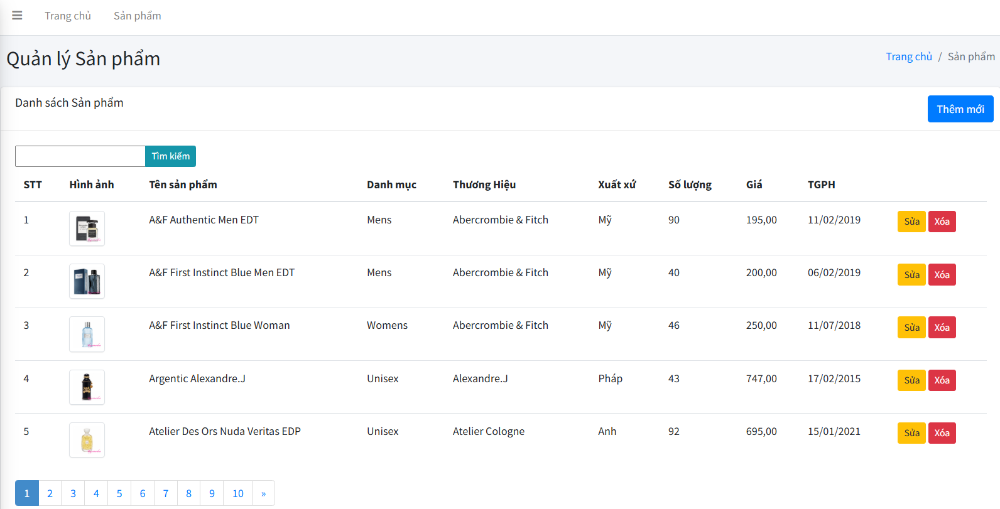 Trang chủ Sản phẩm
Quản lý Sản phẩm
Trang chủ / Sản phẩm
Danh sách Sản phẩm
Thêm mới
Tìm kiếm
STT Hình ảnh Tên sản phẩm Danh mục Thương Hiệu Xuất xứ Số lượng Giá TGPH
1 A&F Authentic Men EDT Mens Abercrombie & Fitch Mỹ 90 195,00 11/02/2019 Sửa Xóa
2 A&F First Instinct Blue Men EDT Mens Abercrombie & Fitch Mỹ 40 200,00 06/02/2019 Sửa Xóa
3 A&F First Instinct Blue Woman Womens Abercrombie & Fitch Mỹ 46 250,00 11/07/2018 Sửa Xóa
4 Argentic Alexandre.J Unisex Alexandre.J Pháp 43 747,00 17/02/2015 Sửa Xóa
5 Atelier Des Ors Nuda Veritas EDP Unisex Atelier Cologne Anh 92 695,00 15/01/2021 Sửa Xóa
1 2 3 4 5 6 7 8 9 10 »